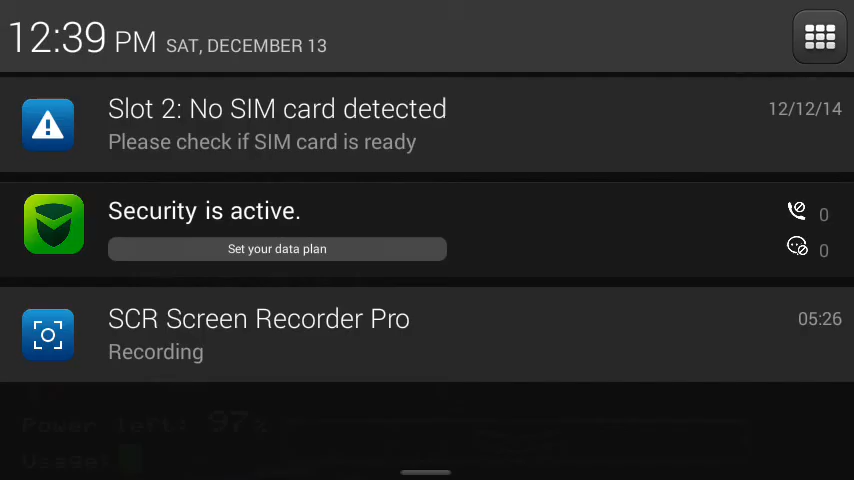 12:39 PM SAT, DECEMBER 13
Slot 2: No SIM card detected 12/12/14
Please check if SIM card is ready
Security is active. 0
Set your data plan 0
SCR Screen Recorder Pro 05:26
Recording
Power left: 97%
Usage: